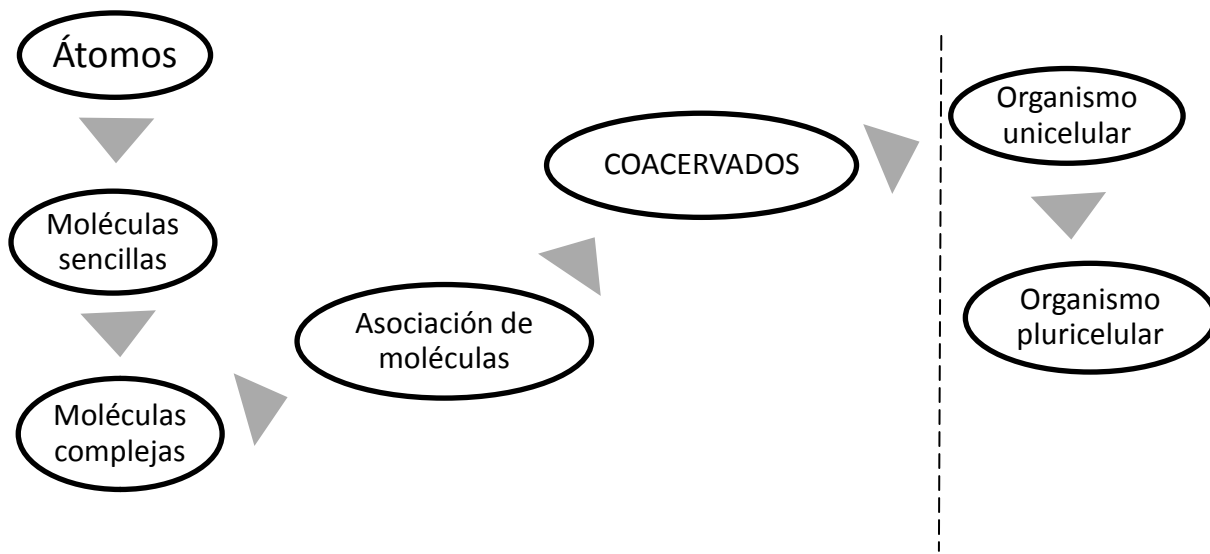 Átomos
Moléculas
sencillas
Moléculas
complejas
Asociación de
moléculas
COACERVADOS
Organismo
unicelular
Organismo
pluricelular